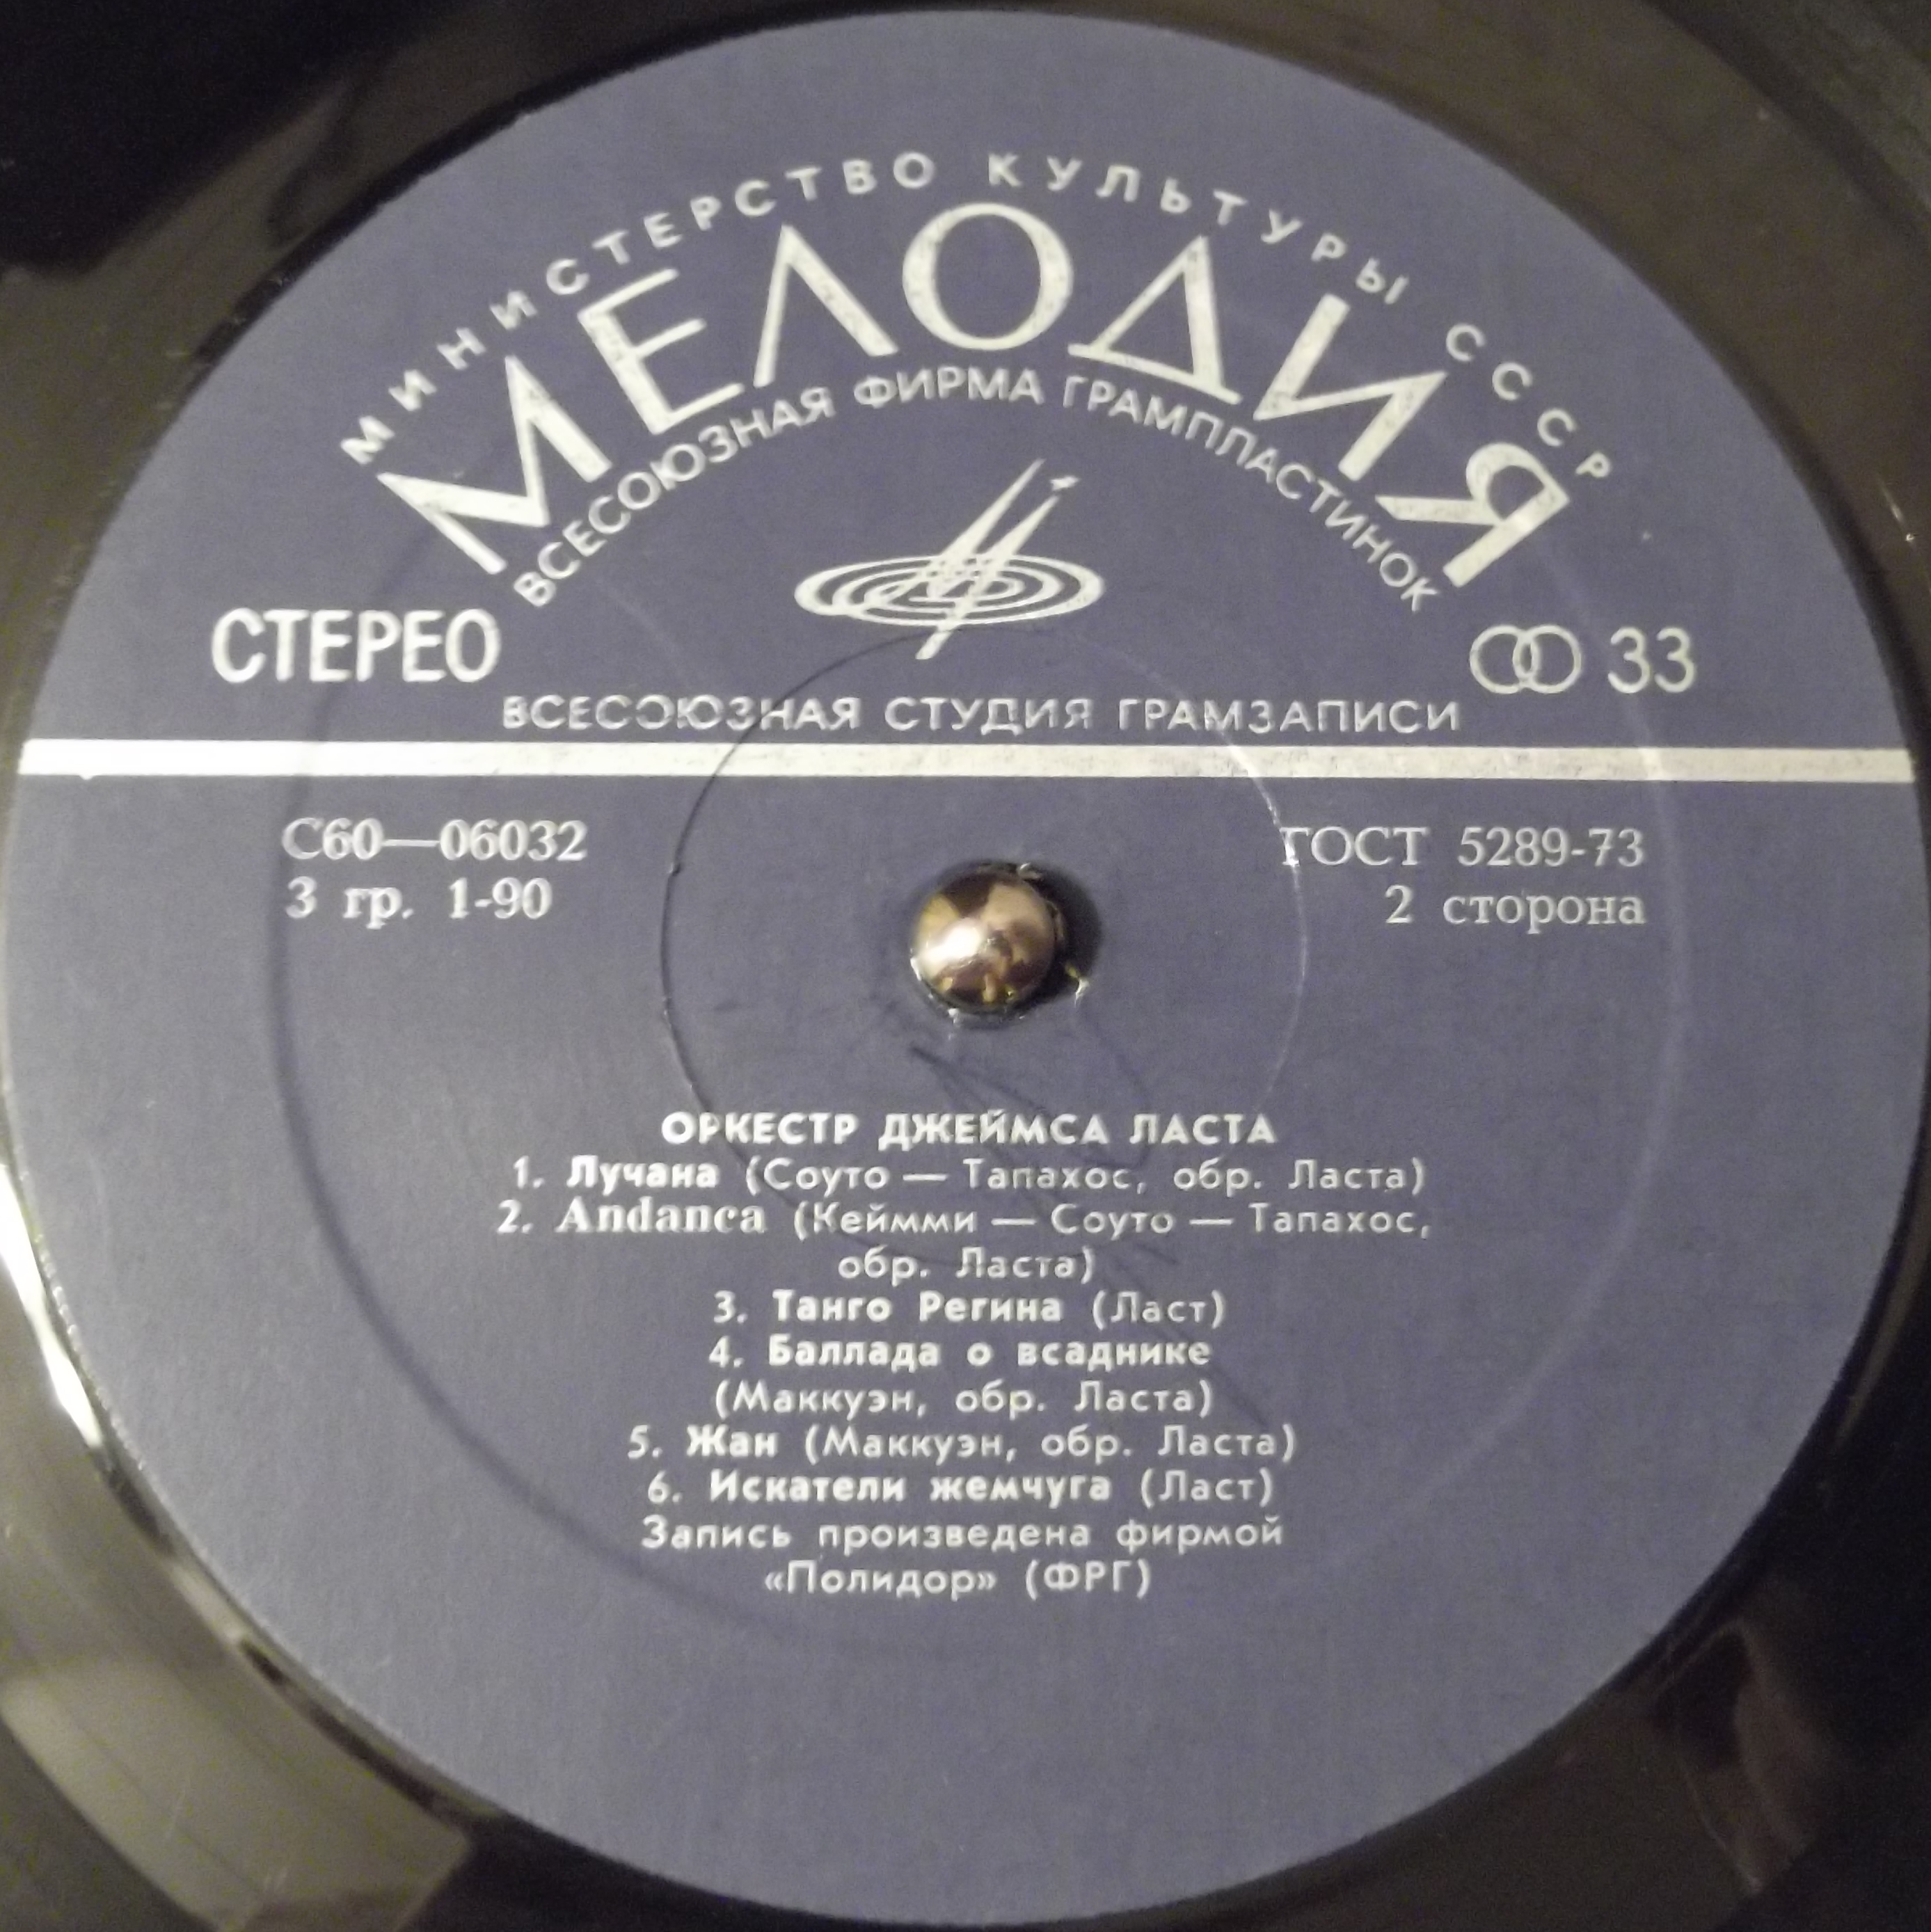 МИНИСТЕРСТВО КУЛЬТУРЫ СССР
МЕЛОДИЯ
ВСЕСОЮЗНАЯ ФИРМА ГРАМПЛАСТИНОК
СТЕРЕО
33
ВСЕСОЮЗНАЯ СТУДИЯ ГРАМЗАПИСИ
С60—06032
ГОСТ 5289-73
3 гр. 1-90
2 сторона
ОРКЕСТР ДЖЕЙМСА ЛАСТА
1. Лучана (Соуто — Тапахос, обр. Ласта)
2. Andanca (Кеймми — Соуто — Тапахос,
обр. Ласта)
3. Танго Регина (Ласт)
4. Баллада о всаднике
(Маккуэн, обр. Ласта)
5. Жан (Маккуэн, обр. Ласта)
6. Искатели жемчуга (Ласт)
Запись произведена фирмой
«Полидор» (ФРГ)